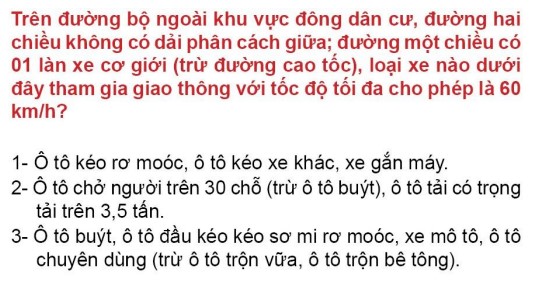 Trên đường bộ ngoài khu vực đông dân cư, đường hai
chiều không có dải phân cách giữa; đường một chiều có
01 làn xe cơ giới (trừ đường cao tốc), loại xe nào dưới
đây tham gia giao thông với tốc độ tối đa cho phép là 60
km/h?
1- Ô tô kéo rơ moóc, ô tô kéo xe khác, xe gắn máy.
2- Ô tô chở người trên 30 chỗ (trừ ô tô buýt), ô tô tải có trọng
tải trên 3,5 tấn.
3- Ô tô buýt, ô tô đầu kéo kéo sơ mi rơ moóc, xe mô tô, ô tô
chuyên dùng (trừ ô tô trộn vữa, ô tô trộn bê tông).